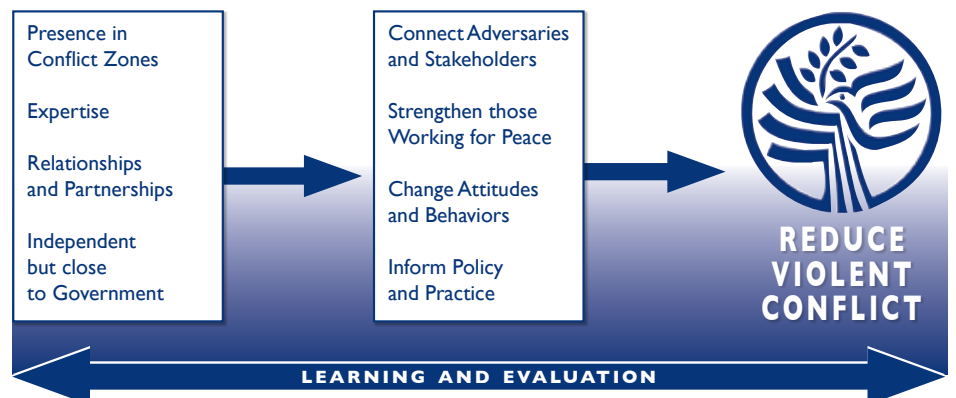 Presence in
Conflict Zones
Expertise
Relationships
and Partnerships
Independent
but close
to Government
Connect Adversaries
and Stakeholders
Strengthen those
Working for Peace
Change Attitudes
and Behaviors
Inform Policy
and Practice
REDUCE
VIOLENT
CONFLICT
LEARNING AND EVALUATION